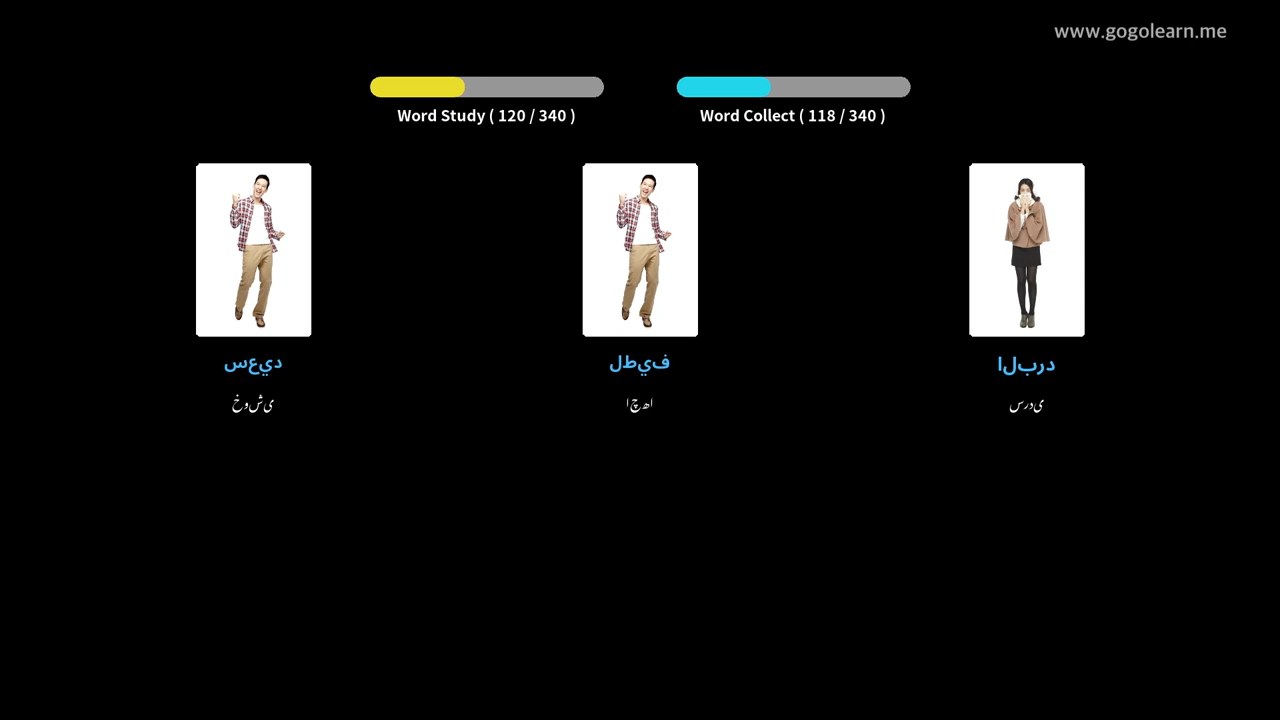 www.gogolearn.me
Word Study ( 120 / 340 )
Word Collect ( 118 / 340 )
سعيد
لطيف
البرد
خوشی
اچھا
سردی